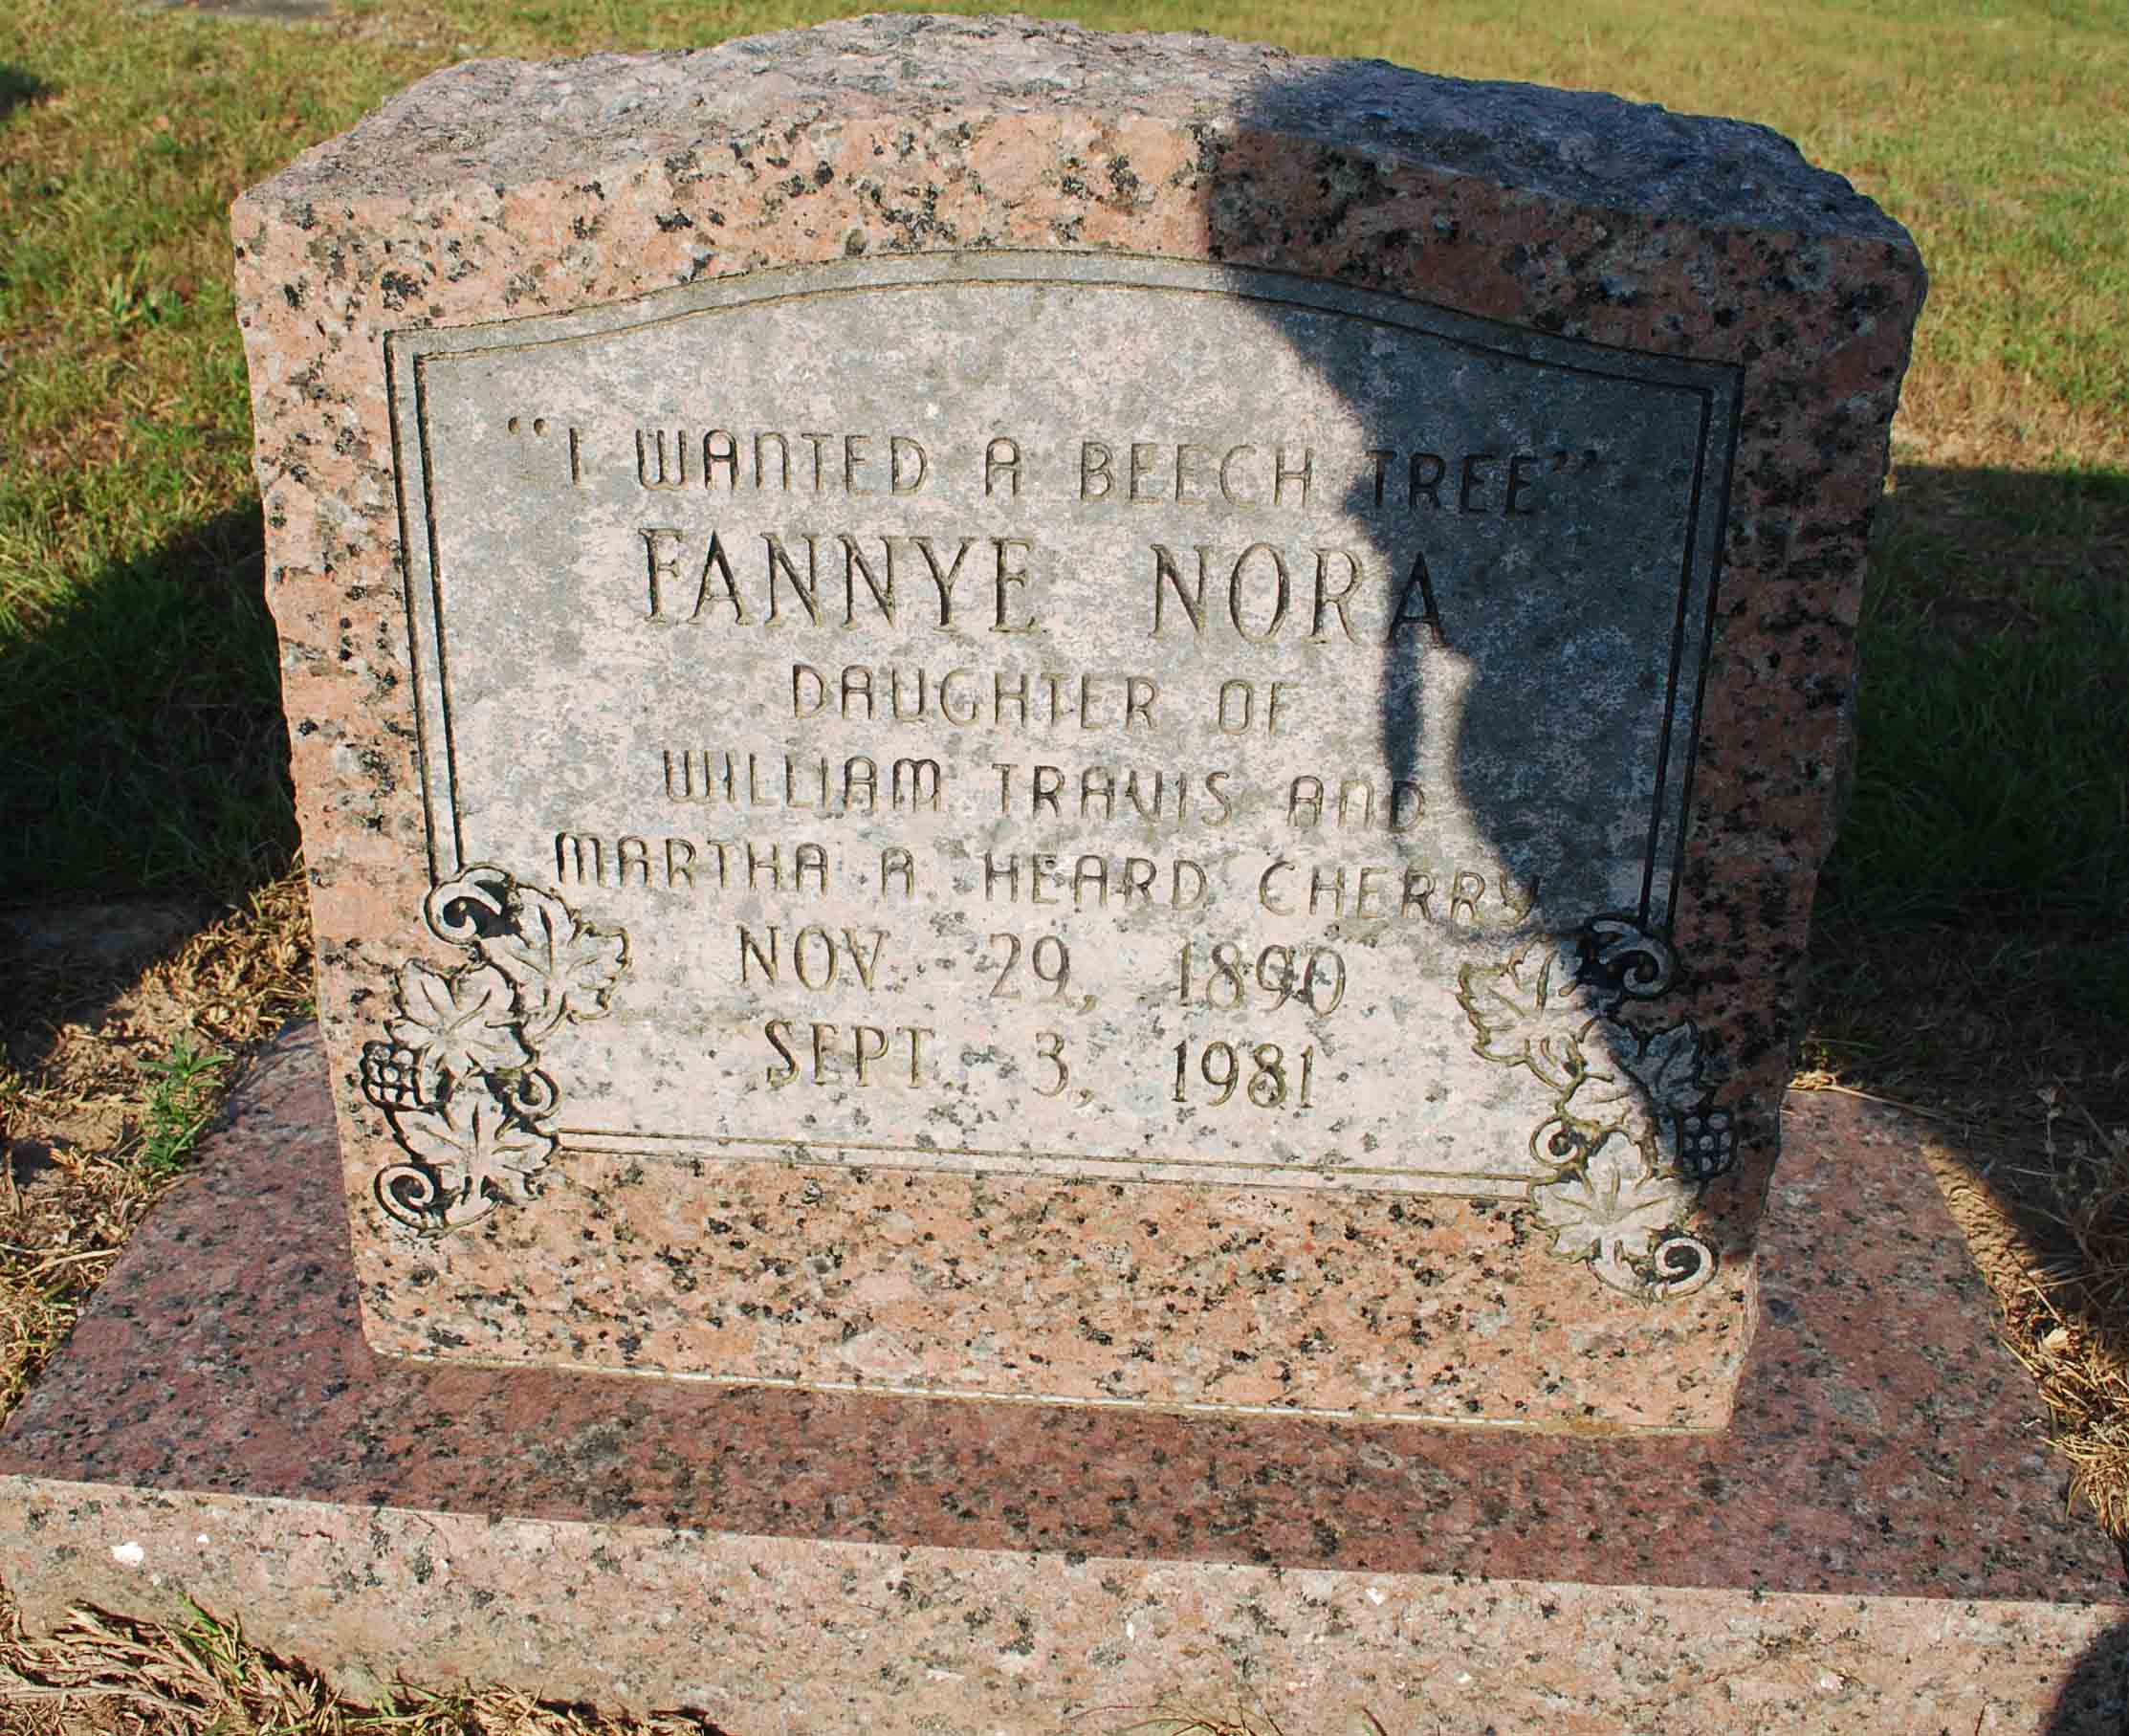 "I WANTED A BEECH TREE"
FANNYE NORA
DAUGHTER OF
WILLIAM TRAVIS AND
MARTHA A. HEARD CHERRY
NOV. 29, 1890
SEPT. 3, 1981